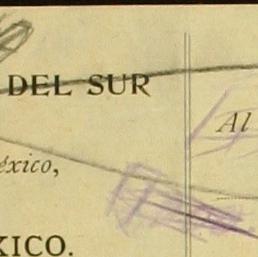 DEL SUR
Al
éxico,
XICO.